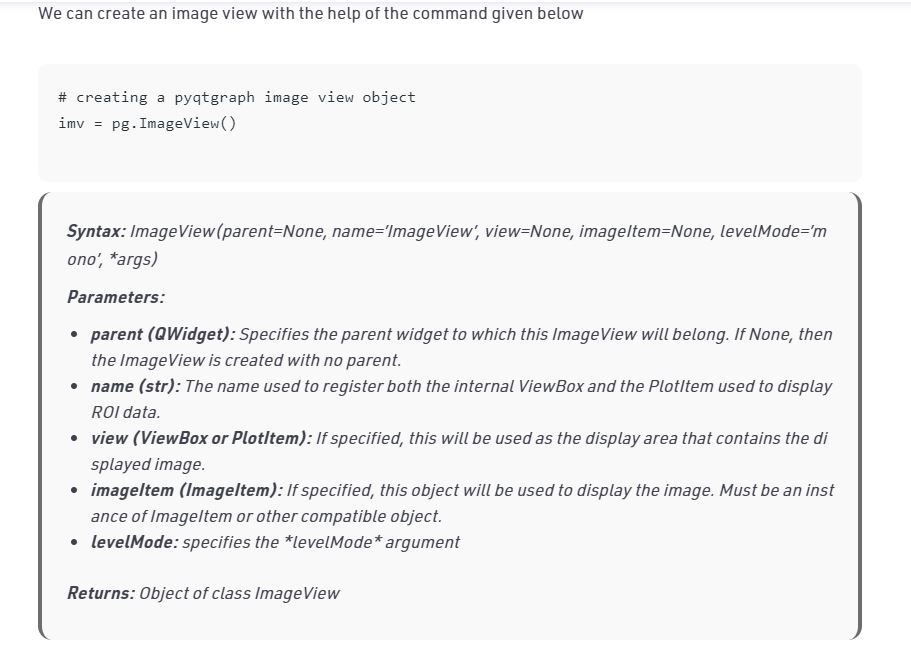 We can create an image view with the help of the command given below
# creating a pyqtgraph image view object
imv = pg.ImageView()
Syntax: ImageView(parent=None, name='ImageView', view=None, imageItem=None, levelMode='m
ono', *args)
Parameters:
• parent (QWidget): Specifies the parent widget to which this ImageView will belong. If None, then
the ImageView is created with no parent.
• name (str): The name used to register both the internal ViewBox and the PlotItem used to display
ROI data.
• view (ViewBox or PlotItem): If specified, this will be used as the display area that contains the di
splayed image.
• imageItem (ImageItem): If specified, this object will be used to display the image. Must be an inst
ance of ImageItem or other compatible object.
• levelMode: specifies the *levelMode* argument
Returns: Object of class ImageView